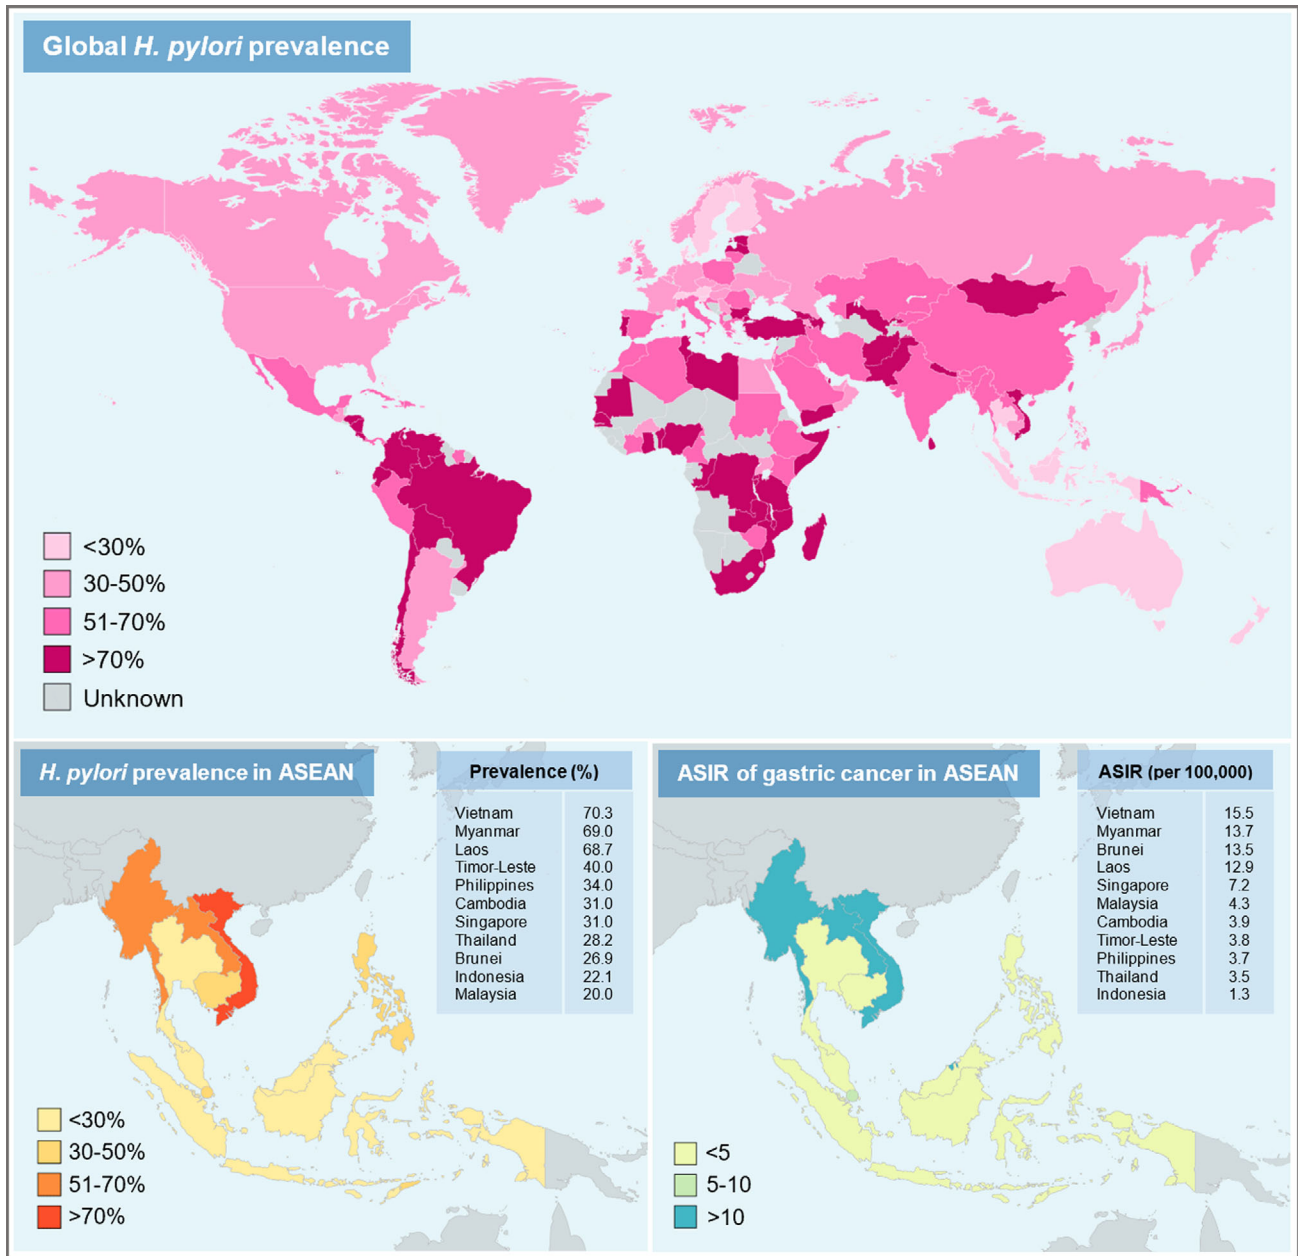 Global H. pylori prevalence
<30%
30-50%
51-70%
>70%
Unknown
H. pylori prevalence in ASEAN
Prevalence (%)
Vietnam 70.3
Myanmar 69.0
Laos 68.7
Timor-Leste 40.0
Philippines 34.0
Cambodia 31.0
Singapore 31.0
Thailand 28.2
Brunei 26.9
Indonesia 22.1
Malaysia 20.0
<30%
30-50%
51-70%
>70%
ASIR of gastric cancer in ASEAN
ASIR (per 100,000)
Vietnam 15.5
Myanmar 13.7
Brunei 13.5
Laos 12.9
Singapore 7.2
Malaysia 4.3
Cambodia 3.9
Timor-Leste 3.8
Philippines 3.7
Thailand 3.5
Indonesia 1.3
<5
5-10
>10